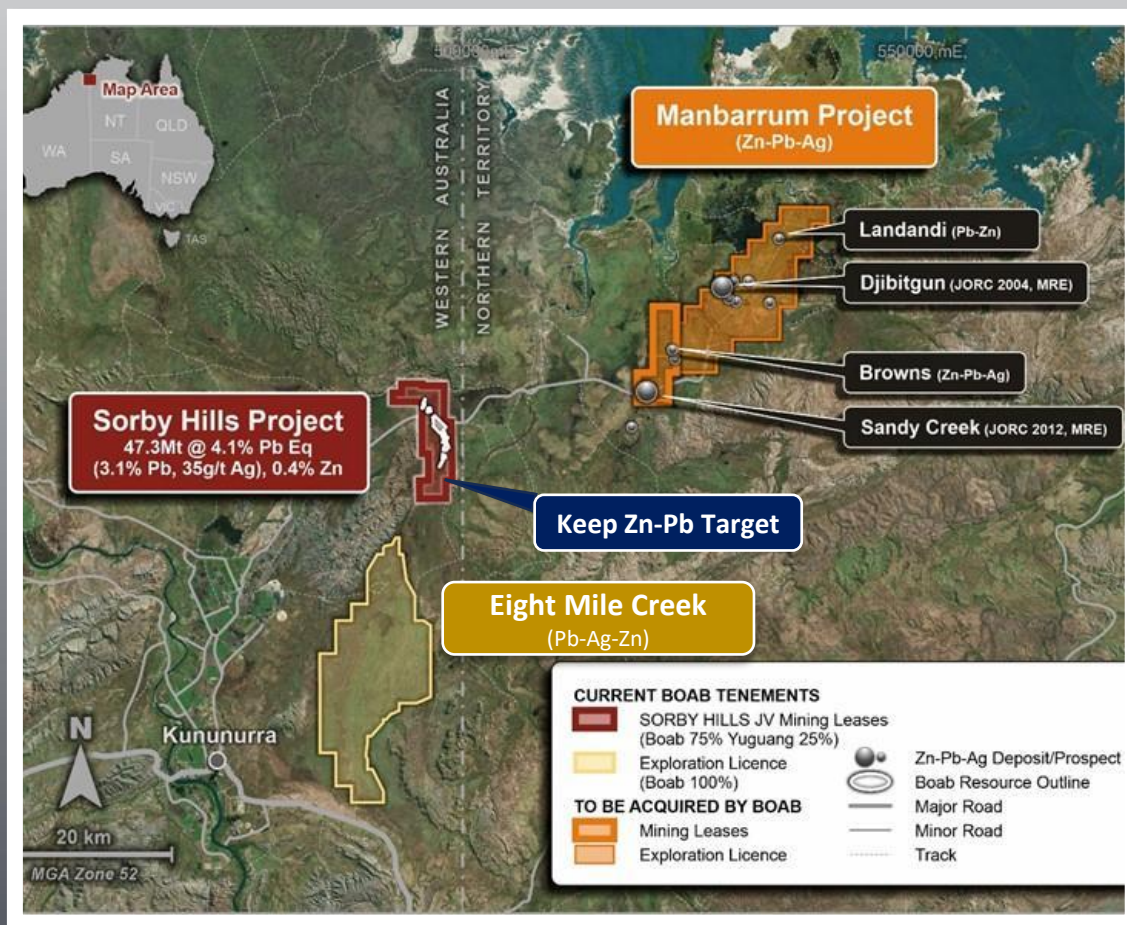 500000mE
550000mE
Map Area
NT
QLD
WA
SA
NSW
VIC
TAS
WESTERN AUSTRALIA
NORTHERN TERRITORY
Manbarrum Project
(Zn-Pb-Ag)
Landandi (Pb-Zn)
Djibitgun (JORC 2004, MRE)
Browns (Zn-Pb-Ag)
Sandy Creek (JORC 2012, MRE)
Sorby Hills Project
47.3Mt @ 4.1% Pb Eq
(3.1% Pb, 35g/t Ag), 0.4% Zn
Keep Zn-Pb Target
Eight Mile Creek
(Pb-Ag-Zn)
Kununurra
N
20 km
MGA Zone 52
CURRENT BOAB TENEMENTS
SORBY HILLS JV Mining Leases
(Boab 75% Yuguang 25%)
Exploration Licence
(Boab 100%)
TO BE ACQUIRED BY BOAB
Mining Leases
Exploration Licence
Zn-Pb-Ag Deposit/Prospect
Boab Resource Outline
Major Road
Minor Road
Track